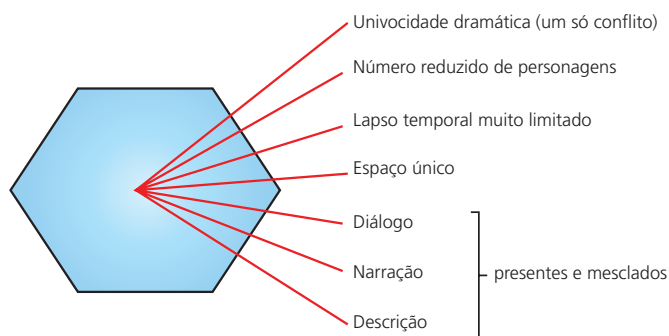 Univocidade dramática (um só conflito)
Número reduzido de personagens
Lapso temporal muito limitado
Espaço único
Diálogo
Narração
presentes e mesclados
Descrição